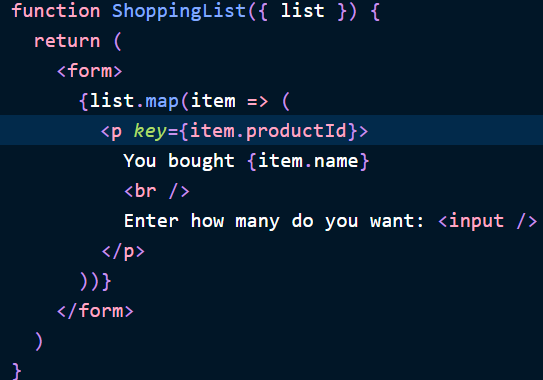 function ShoppingList({ list }) {
  return (
    <form>
      {list.map(item => (
        <p key={item.productId}>
          You bought {item.name}
          <br />
          Enter how many do you want: <input />
        </p>
      ))}
    </form>
  )
}